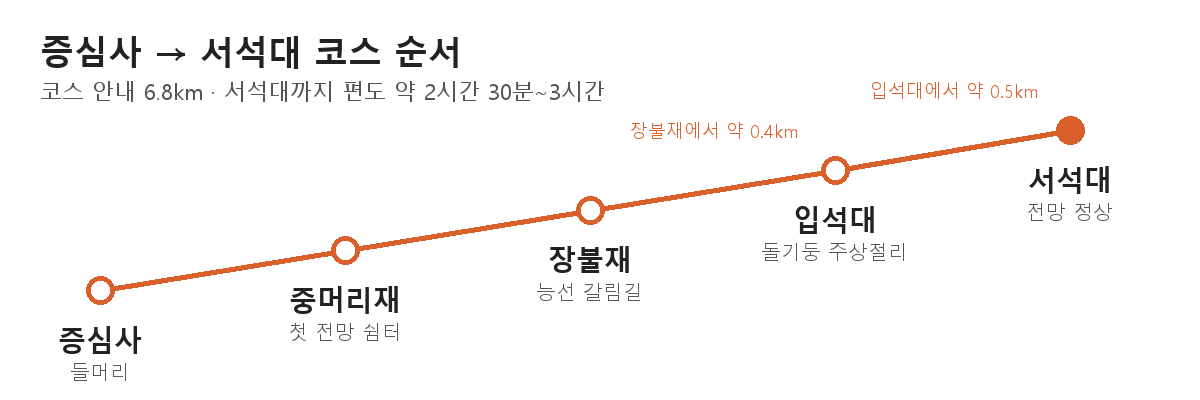 증심사 → 서석대 코스 순서
코스 안내 6.8km · 서석대까지 편도 약 2시간 30분~3시간
입석대에서 약 0.5km
장불재에서 약 0.4km
서석대
전망 정상
입석대
돌기둥 주상절리
장불재
능선 갈림길
중머리재
첫 전망 쉼터
증심사
들머리